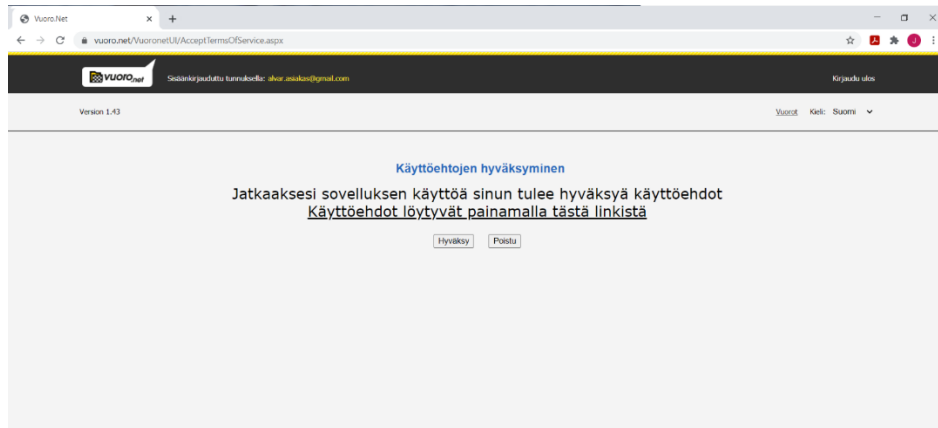 Vuoro.Net
vuoro.net/VuoronetUI/AcceptTermsOfService.aspx
J
vuoro.net
Sisäänkirjauduttu tunnuksella: alvar.asiakas@gmail.com
Kirjaudu ulos
Version 1.43
Vuorot
Kieli: Suomi
Käyttöehtojen hyväksyminen
Jatkaaksesi sovelluksen käyttöä sinun tulee hyväksyä käyttöehdot
Käyttöehdot löytyvät painamalla tästä linkistä
Hyväksy Poistu